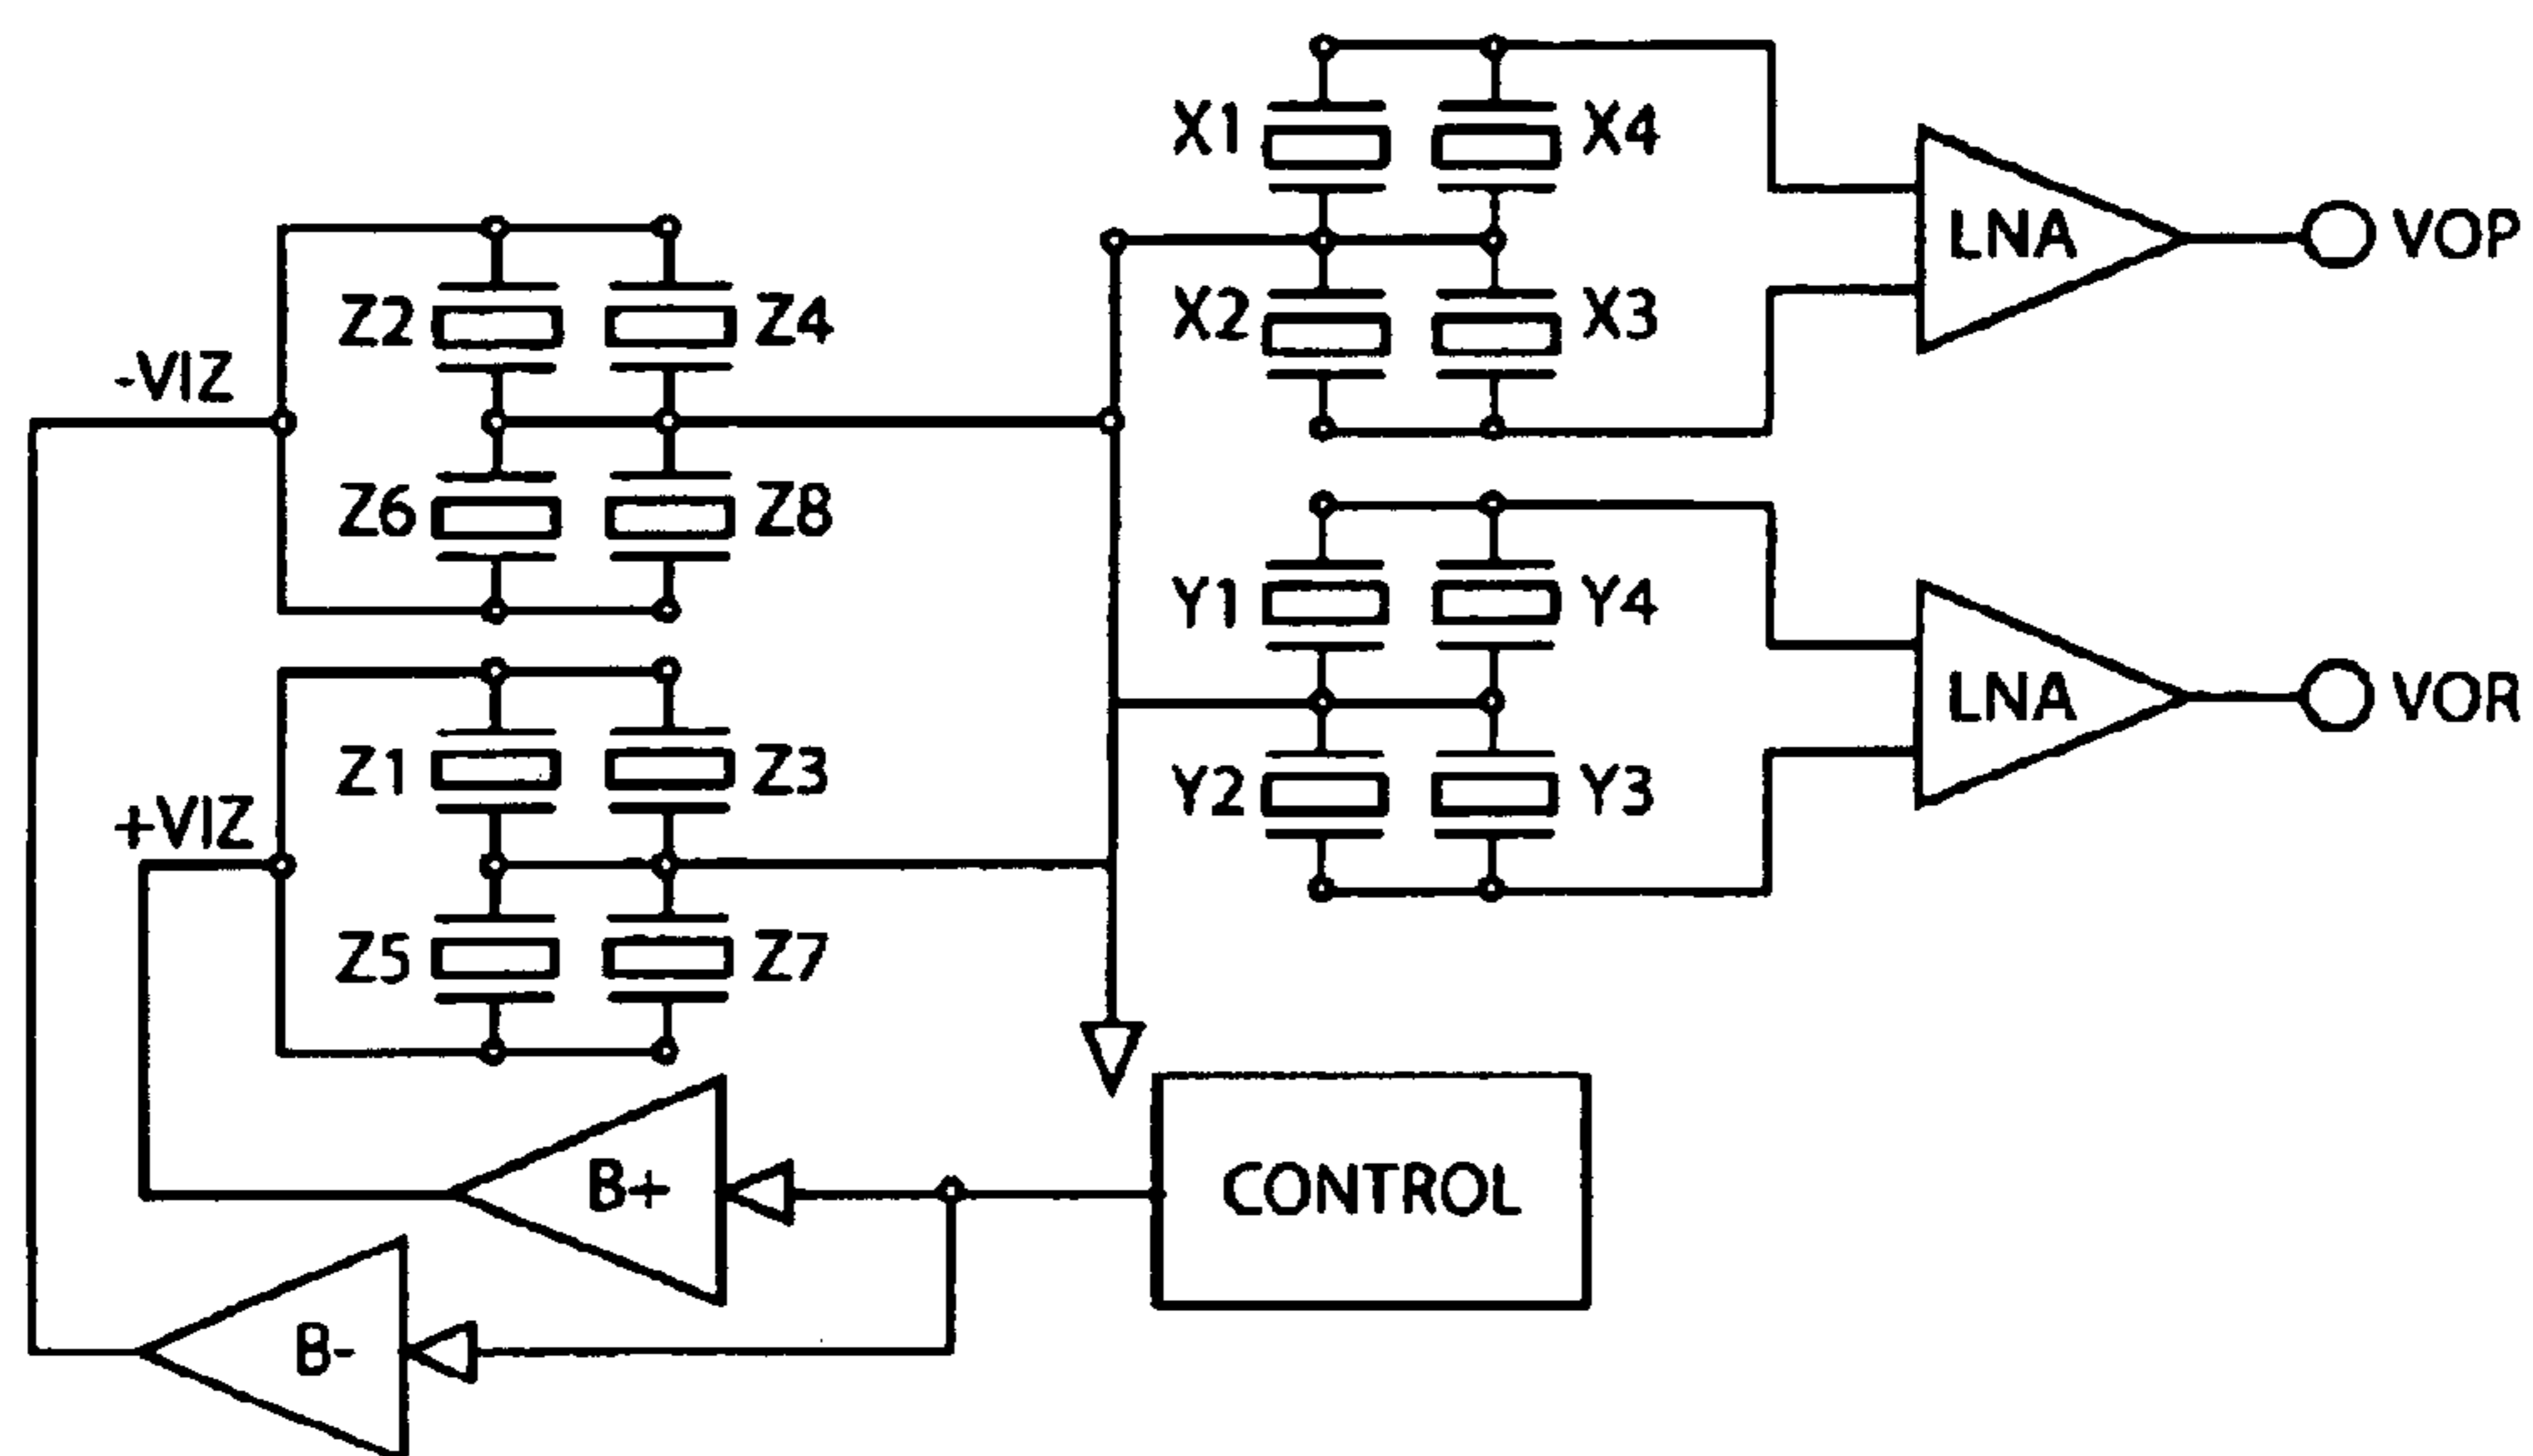 X1 X4
LNA VOP
X2 X3
Z2 Z4
-VIZ
Z6 Z8
Y1 Y4
LNA VOR
Y2 Y3
Z1 Z3
+VIZ
Z5 Z7
B+
CONTROL
B-